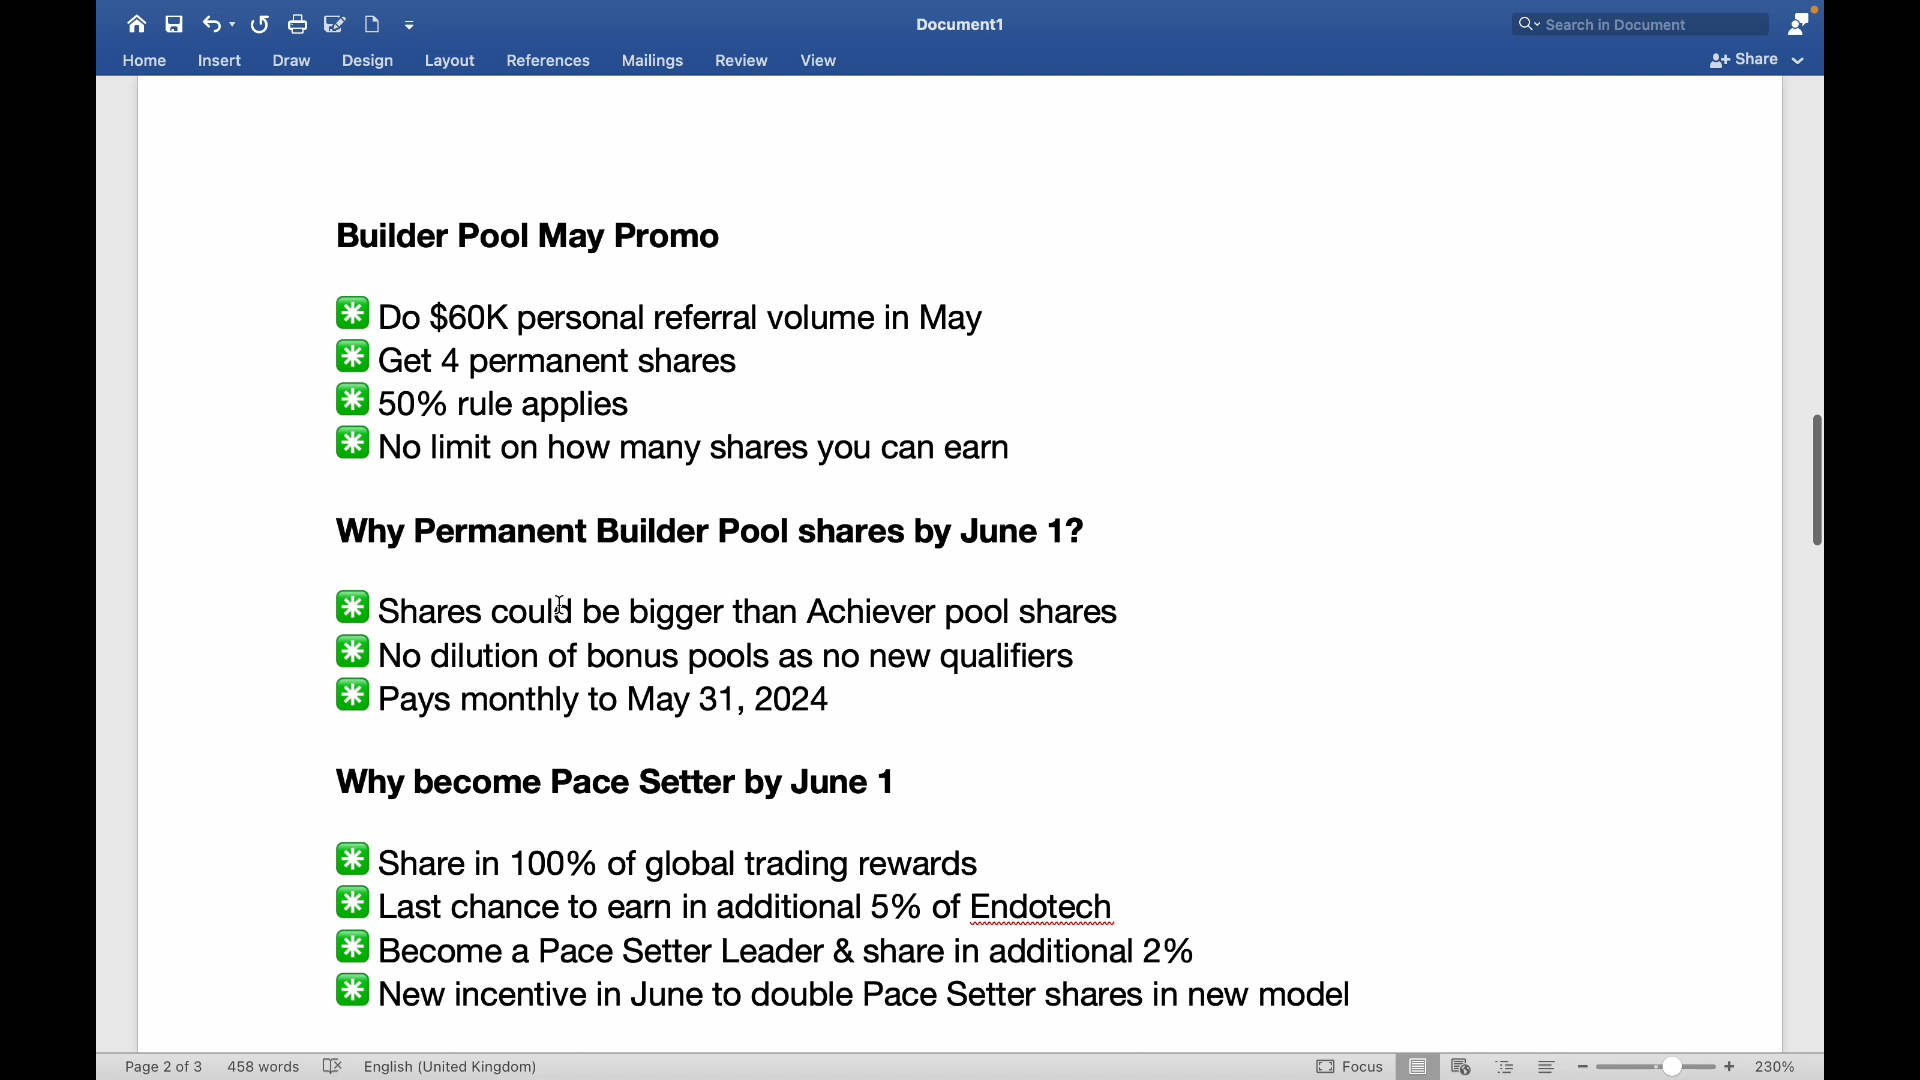 Document1
Search in Document
Home Insert Draw Design Layout References Mailings Review View Share
Builder Pool May Promo
Do $60K personal referral volume in May
Get 4 permanent shares
50% rule applies
No limit on how many shares you can earn
Why Permanent Builder Pool shares by June 1?
Shares could be bigger than Achiever pool shares
No dilution of bonus pools as no new qualifiers
Pays monthly to May 31, 2024
Why become Pace Setter by June 1
Share in 100% of global trading rewards
Last chance to earn in additional 5% of Endotech
Become a Pace Setter Leader & share in additional 2%
New incentive in June to double Pace Setter shares in new model
Page 2 of 3 458 words English (United Kingdom) Focus 230%